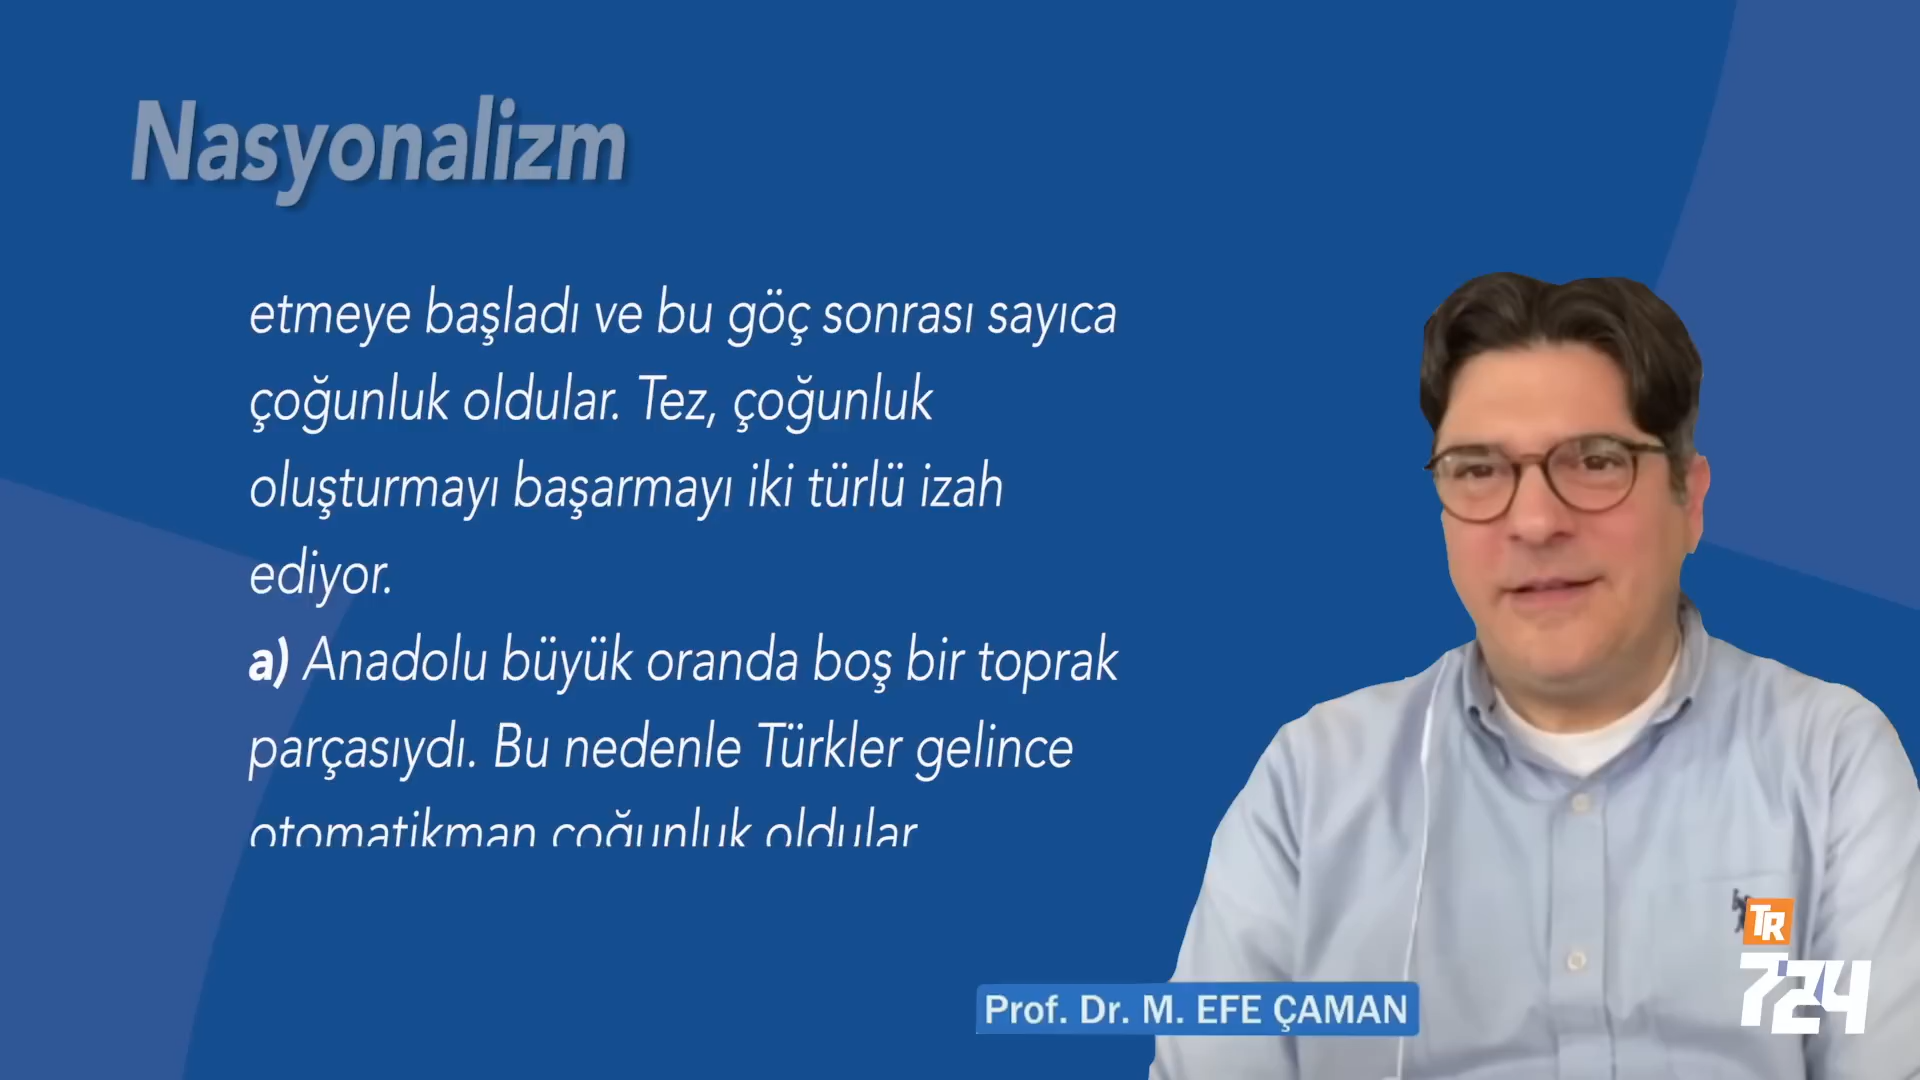 Nasyonalizm
etmeye başladı ve bu göç sonrası sayıca
çoğunluk oldular. Tez, çoğunluk
oluşturmayı başarmayı iki türlü izah
ediyor.
a) Anadolu büyük oranda boş bir toprak
parçasıydı. Bu nedenle Türkler gelince
otomatikman çoğunluk oldular
Prof. Dr. M. EFE ÇAMAN
TR
724